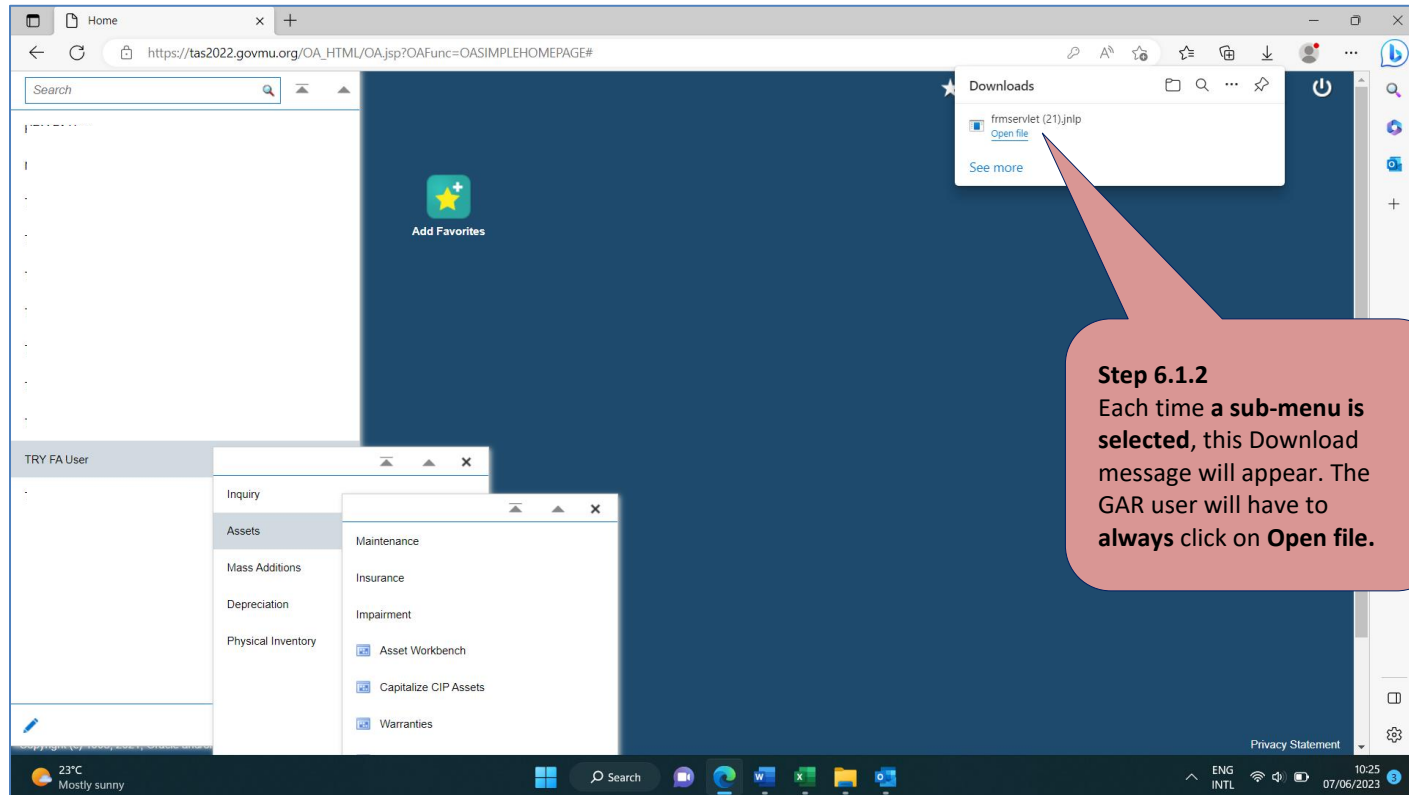 Home
https://tas2022.govmu.org/OA_HTML/OA.jsp?OAFunc=OASIMPLEHOMEPAGE#
Search
Downloads
frmservlet (21).jnlp
Open file
See more
Add Favorites
Step 6.1.2
Each time a sub-menu is
selected, this Download
message will appear. The
GAR user will have to
always click on Open file.
TRY FA User
Inquiry
Assets
Mass Additions
Depreciation
Physical Inventory
Maintenance
Insurance
Impairment
Asset Workbench
Capitalize CIP Assets
Warranties
Privacy Statement
23°C
Mostly sunny
Search
ENG
INTL
10:25
07/06/2023
3